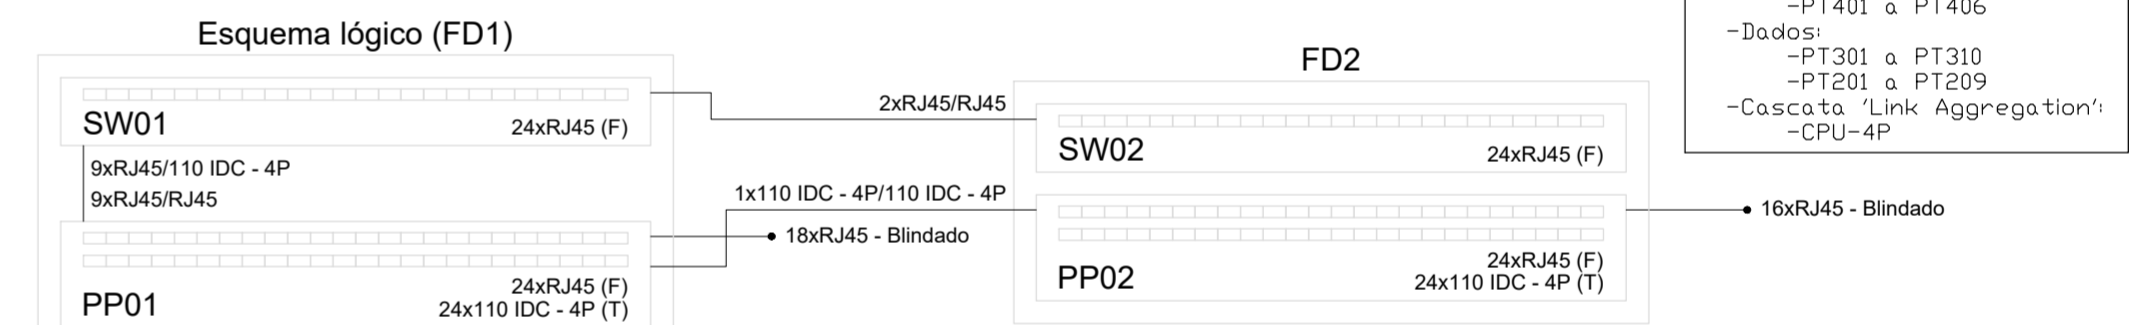 Esquema lógico (FD1)
SW01
24xRJ45 (F)
9xRJ45/110 IDC - 4P
9xRJ45/RJ45
PP01
24xRJ45 (F)
24x110 IDC - 4P (T)
2xRJ45/RJ45
1x110 IDC - 4P/110 IDC - 4P
18xRJ45 - Blindado
FD2
SW02
24xRJ45 (F)
PP02
24xRJ45 (F)
24x110 IDC - 4P (T)
16xRJ45 - Blindado
-PT401 a PT406
-Dados:
-PT301 a PT310
-PT201 a PT209
-Cascata 'Link Aggregation':
-CPU-4P